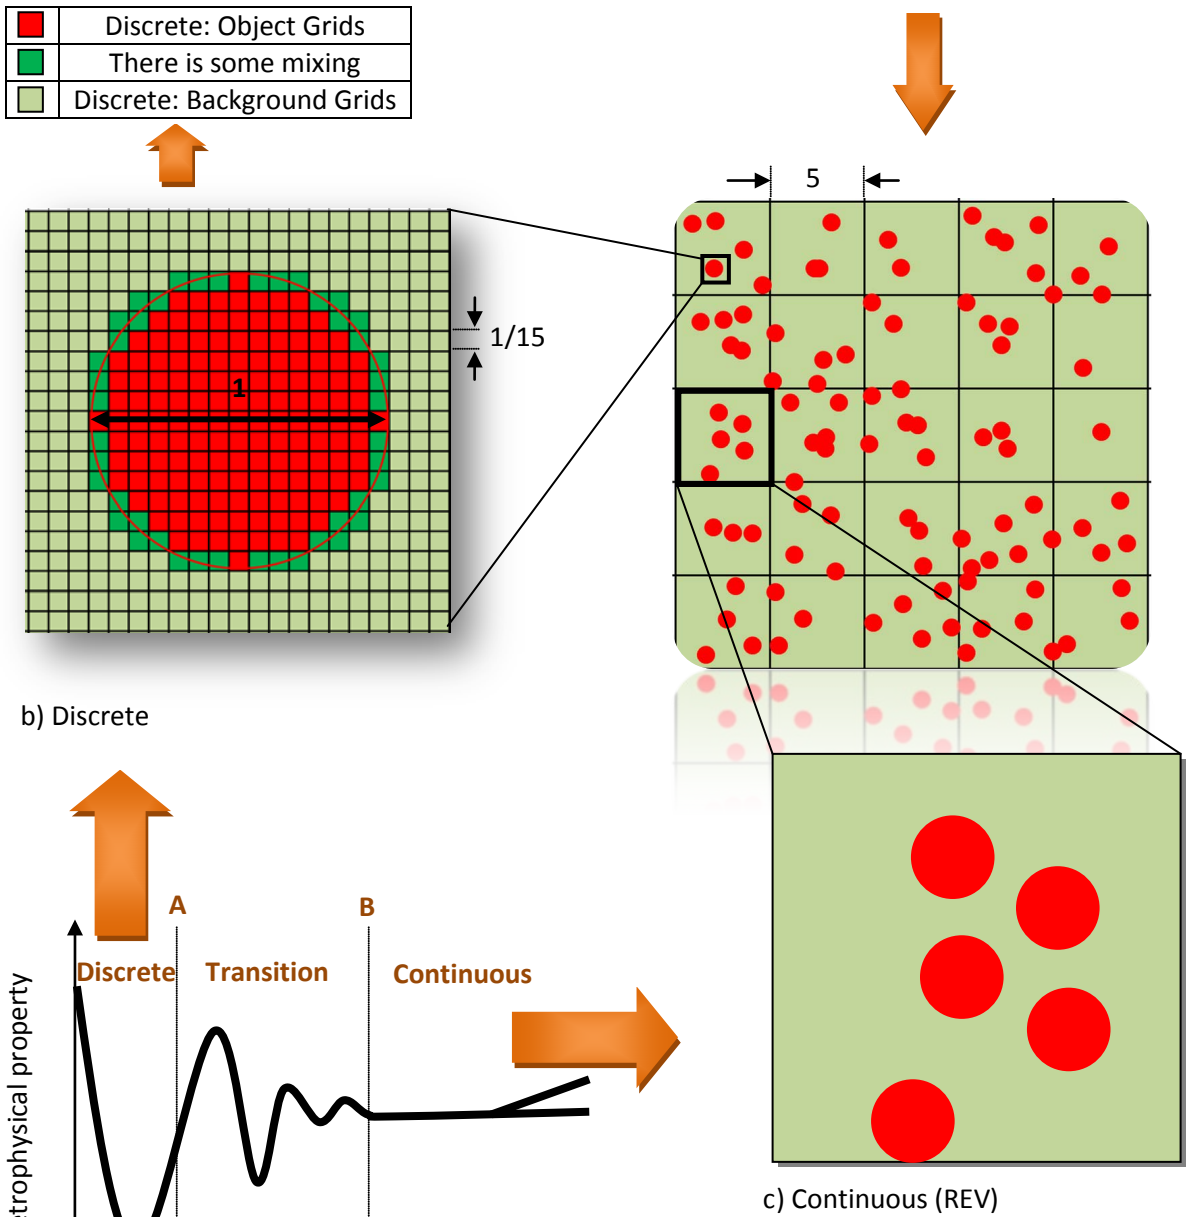 Discrete: Object Grids
There is some mixing
Discrete: Background Grids
5
1/15
1
b) Discrete
A
B
Discrete
Transition
Continuous
c) Continuous (REV)
property